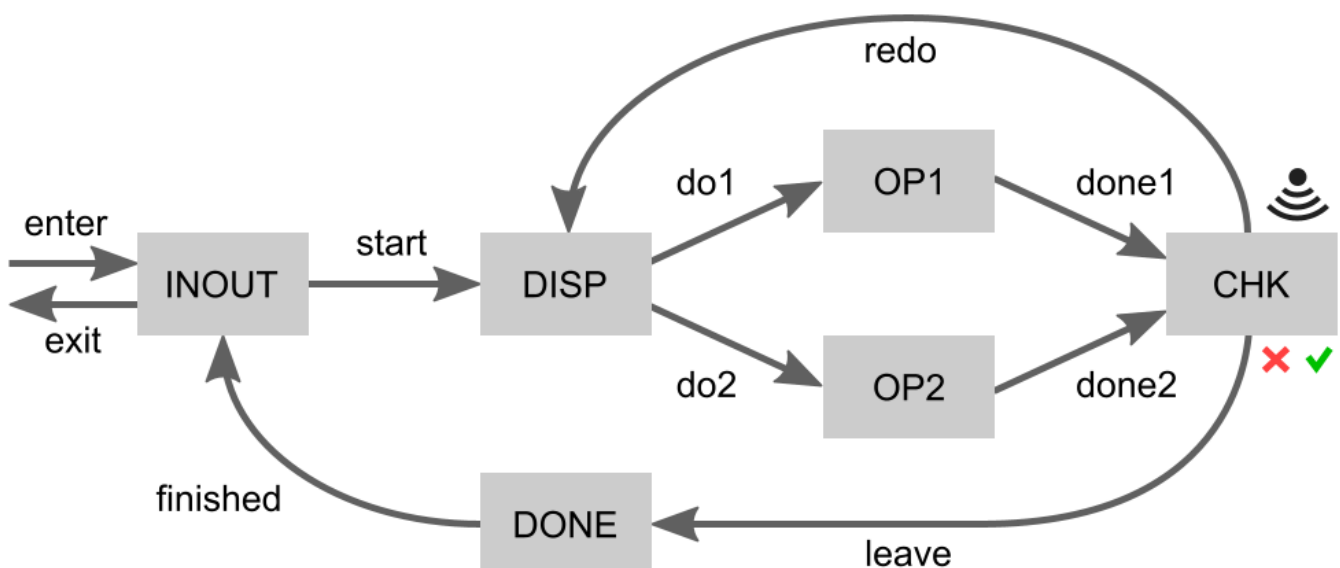 redo
do1
OP1
done1
enter
start
INOUT
DISP
CHK
exit
do2
OP2
done2
finished
DONE
leave